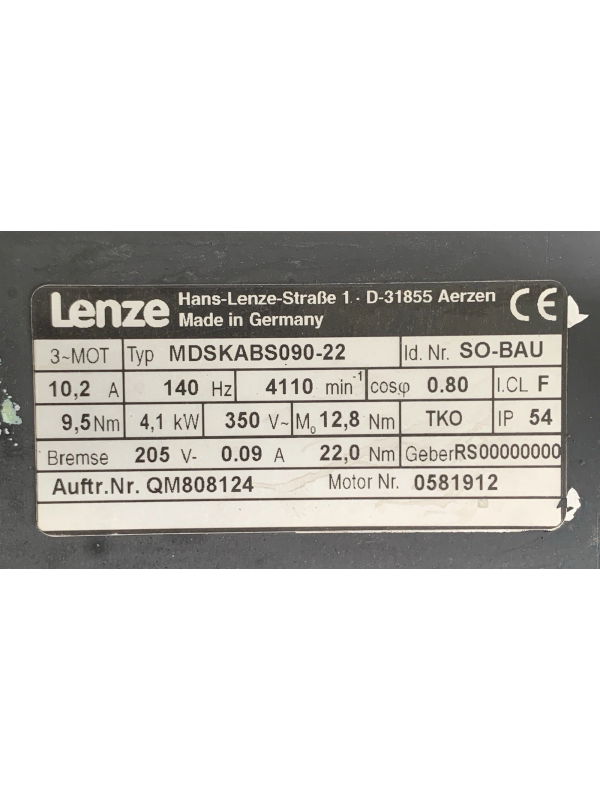 Lenze Hans-Lenze-Straße 1 · D-31855 Aerzen
Made in Germany
CE
3~MOT Typ MDSKABS090-22 Id. Nr. SO-BAU
10,2 A 140 Hz 4110 min⁻¹ cosφ 0.80 I.CL F
9,5 Nm 4,1 kW 350 V~ M₀ 12,8 Nm TKO IP 54
Bremse 205 V- 0.09 A 22,0 Nm Geber RS00000000
Auftr.Nr. QM808124 Motor Nr. 0581912